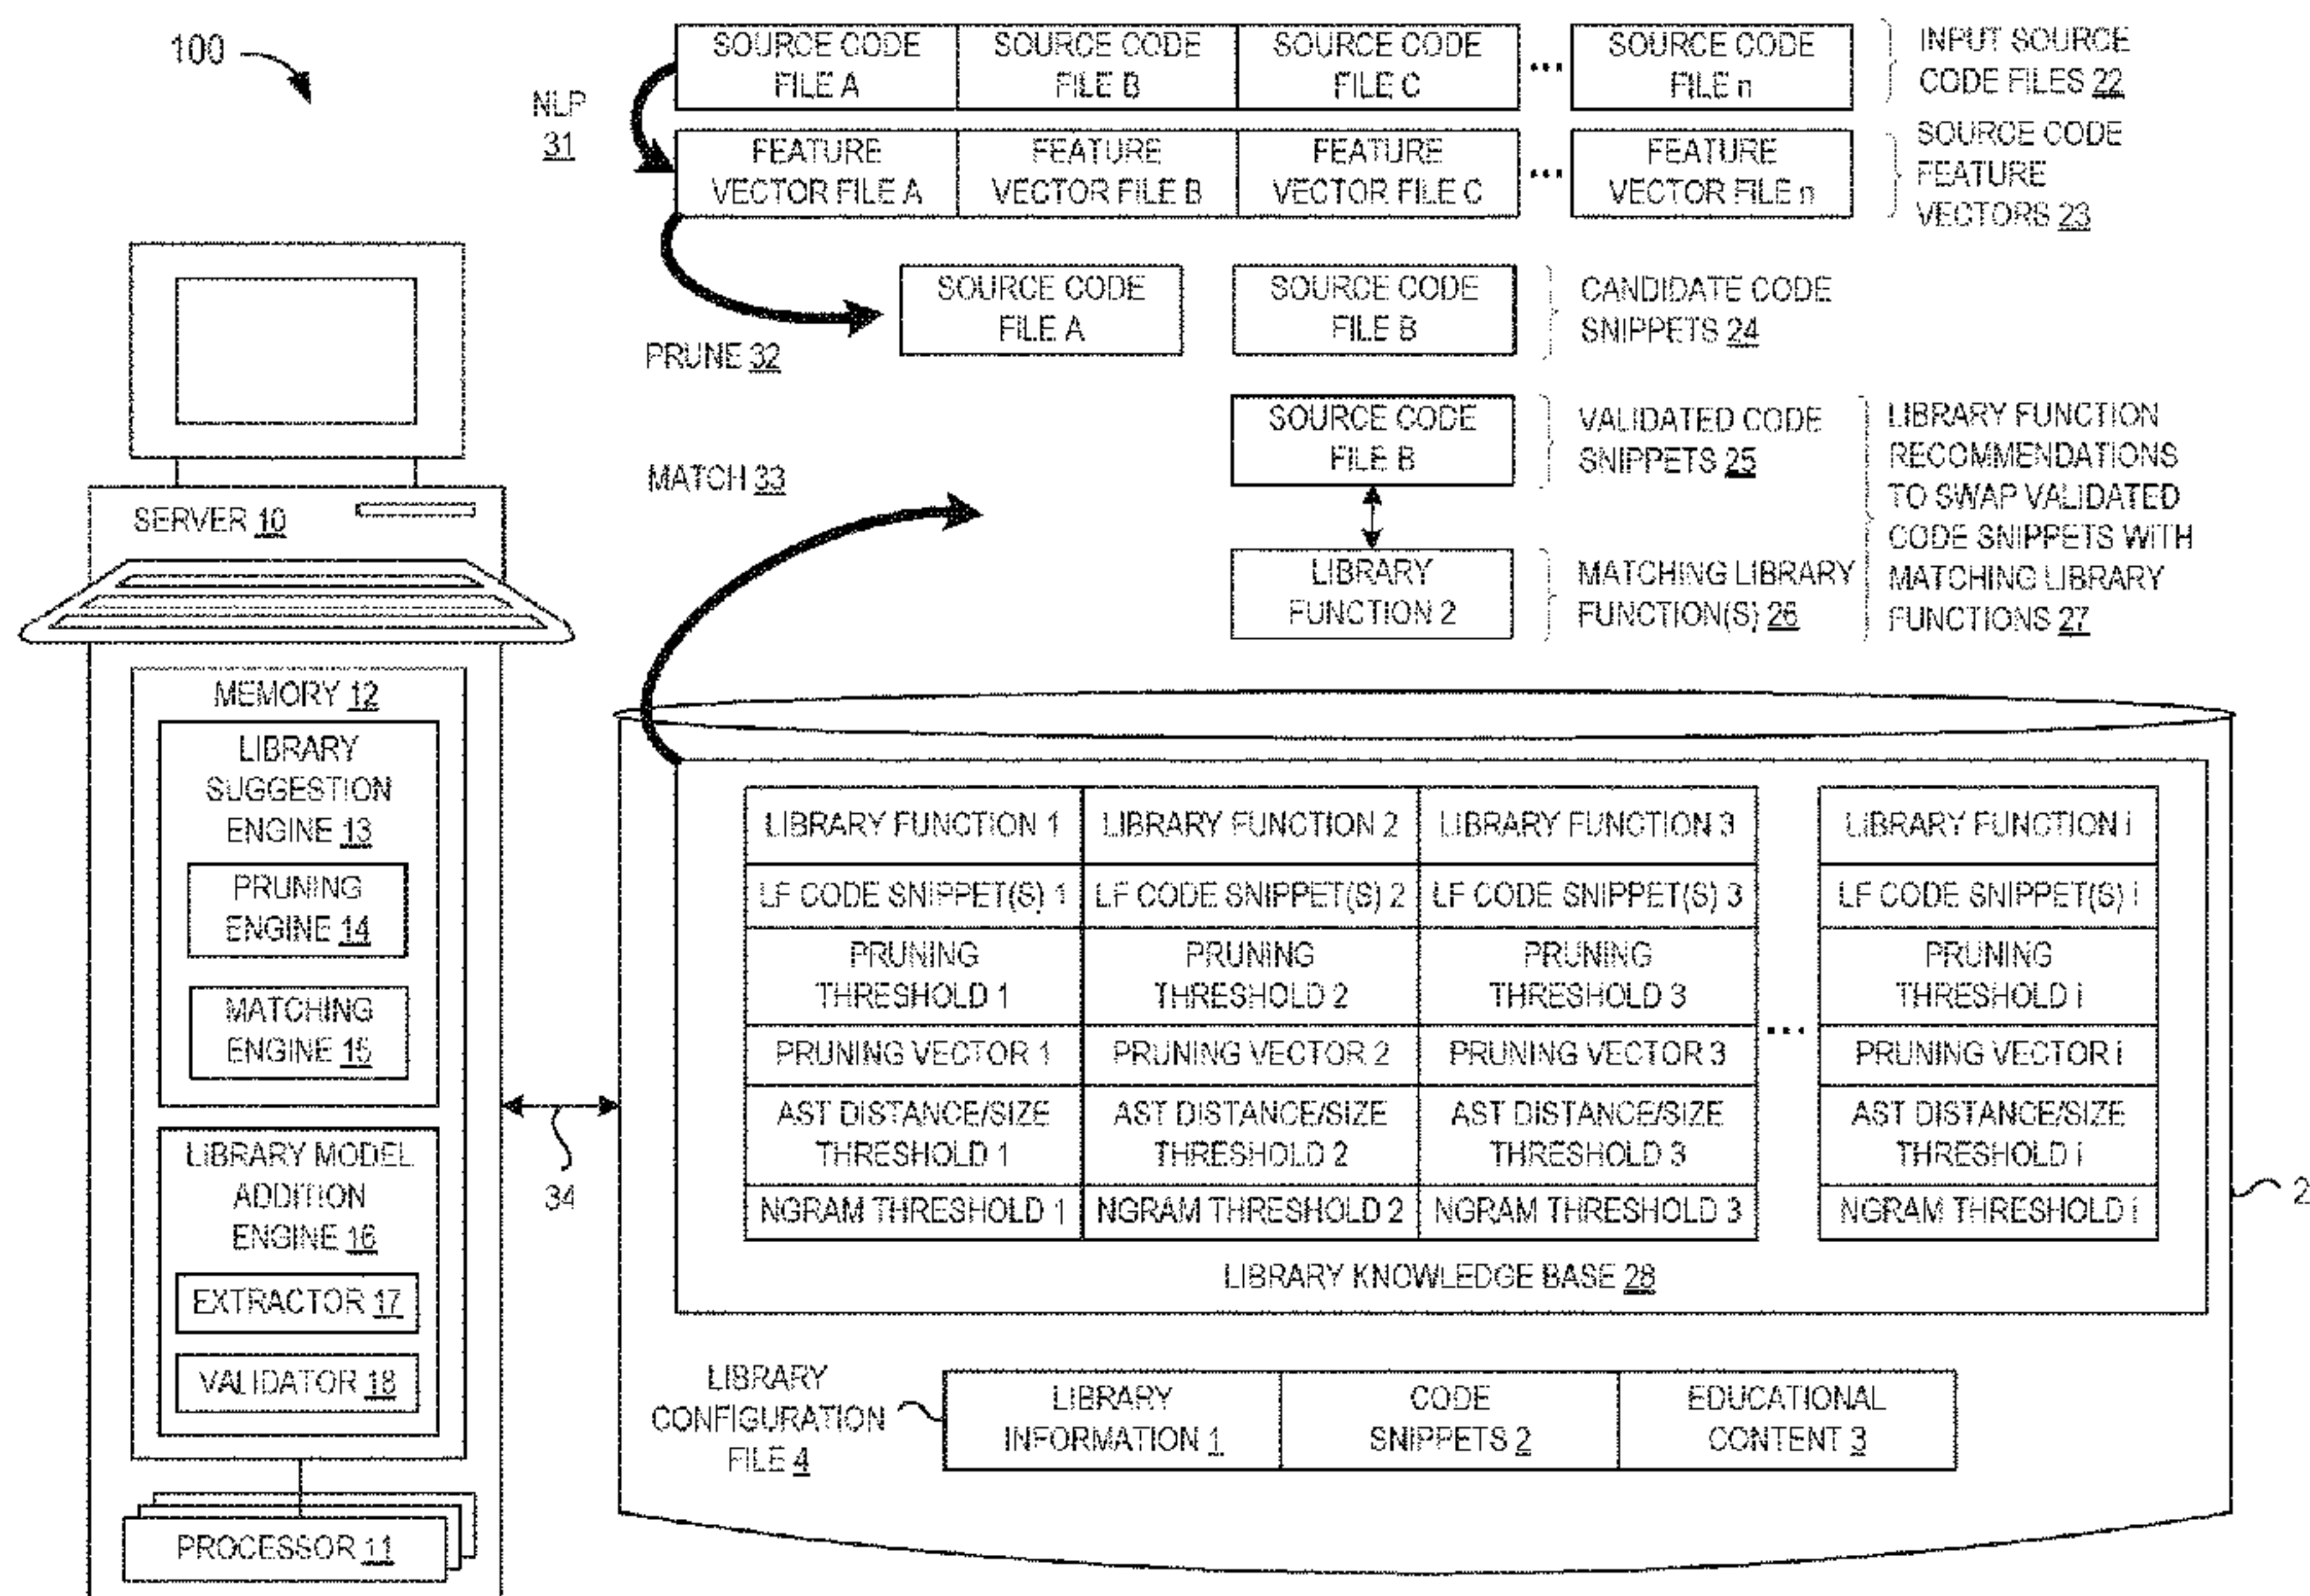 100
NLP
31
SOURCE CODE
FILE A
SOURCE CODE
FILE B
SOURCE CODE
FILE C
...
SOURCE CODE
FILE n
INPUT SOURCE
CODE FILES 22
FEATURE
VECTOR FILE A
FEATURE
VECTOR FILE B
FEATURE
VECTOR FILE C
...
FEATURE
VECTOR FILE n
SOURCE CODE
FEATURE
VECTORS 23
PRUNE 32
SOURCE CODE
FILE A
SOURCE CODE
FILE B
CANDIDATE CODE
SNIPPETS 24
MATCH 33
SOURCE CODE
FILE B
VALIDATED CODE
SNIPPETS 25
LIBRARY
FUNCTION 2
MATCHING LIBRARY
FUNCTION(S) 26
LIBRARY FUNCTION
RECOMMENDATIONS
TO SWAP VALIDATED
CODE SNIPPETS WITH
MATCHING LIBRARY
FUNCTIONS 27
SERVER 10
MEMORY 12
LIBRARY
SUGGESTION
ENGINE 13
PRUNING
ENGINE 14
MATCHING
ENGINE 15
LIBRARY MODEL
ADDITION
ENGINE 16
EXTRACTOR 17
VALIDATOR 18
PROCESSOR 11
34
LIBRARY FUNCTION 1
LIBRARY FUNCTION 2
LIBRARY FUNCTION 3
LIBRARY FUNCTION i
LF CODE SNIPPET(S) 1
LF CODE SNIPPET(S) 2
LF CODE SNIPPET(S) 3
LF CODE SNIPPET(S) i
PRUNING
THRESHOLD 1
PRUNING
THRESHOLD 2
PRUNING
THRESHOLD 3
PRUNING
THRESHOLD i
...
PRUNING VECTOR 1
PRUNING VECTOR 2
PRUNING VECTOR 3
PRUNING VECTOR i
AST DISTANCE/SIZE
THRESHOLD 1
AST DISTANCE/SIZE
THRESHOLD 2
AST DISTANCE/SIZE
THRESHOLD 3
AST DISTANCE/SIZE
THRESHOLD i
NGRAM THRESHOLD 1
NGRAM THRESHOLD 2
NGRAM THRESHOLD 3
NGRAM THRESHOLD i
LIBRARY KNOWLEDGE BASE 28
2
LIBRARY
CONFIGURATION
FILE 4
LIBRARY
INFORMATION 1
CODE
SNIPPETS 2
EDUCATIONAL
CONTENT 3